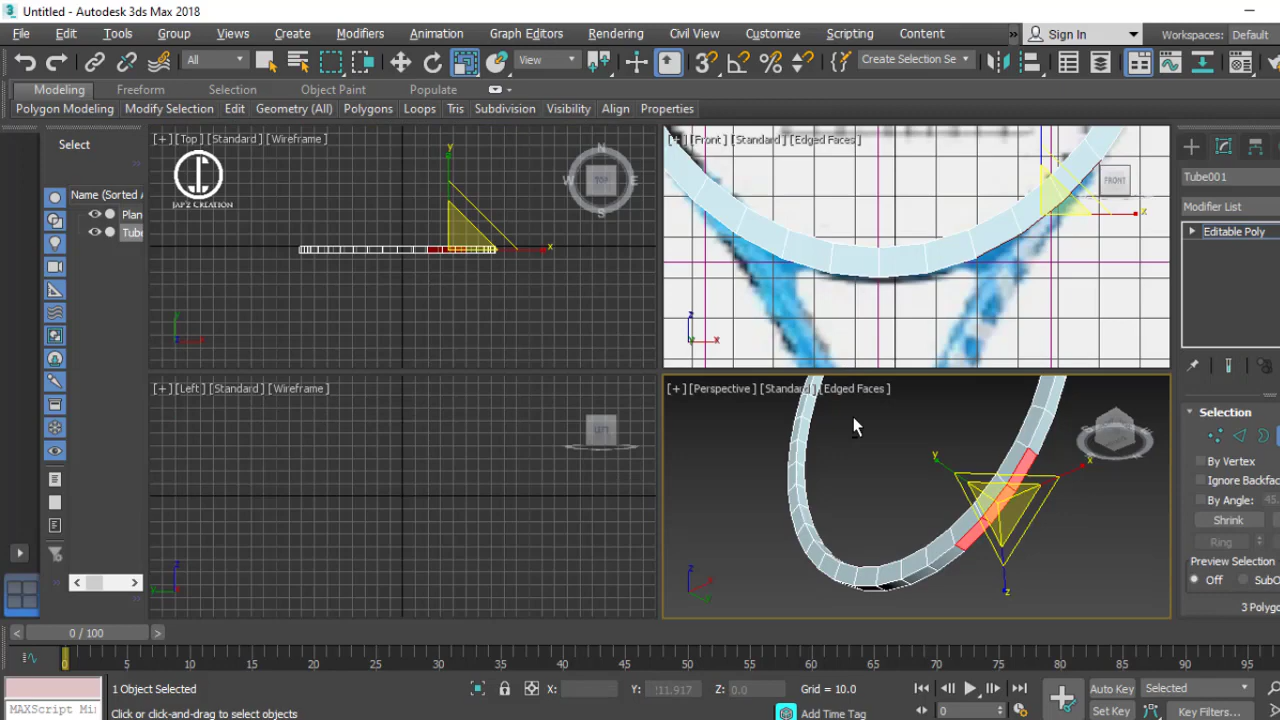 Untitled - Autodesk 3ds Max 2018
File Edit Tools Group Views Create Modifiers Animation Graph Editors Rendering Civil View Customize Scripting Content » Sign In Workspaces: Default
All View Create Selection Se
Modeling Freeform Selection Object Paint Populate
Polygon Modeling Modify Selection Edit Geometry (All) Polygons Loops Tris Subdivision Visibility Align Properties
Select
Name (Sorted A
Plan
Tube
[+] [Top] [Standard] [Wireframe]
JAP'Z CREATION
N
W TOP E
S
y
x
y
x
[+] [Front] [Standard] [Edged Faces]
FRONT
x
z
x
[+] [Left] [Standard] [Wireframe]
z
y
[+] [Perspective] [Standard] [Edged Faces]
y
x
z
z
Tube001
Modifier List
Editable Poly
Selection
By Vertex
Ignore Backfa
By Angle: 45.
Shrink
Ring
Preview Selection
Off SubO
3 Polygo
0 / 100
0 5 10 15 20 25 30 35 40 45 50 55 60 65 70 75 80 85 90 95
1 Object Selected X: Y: 11.917 Z: 0.0 Grid = 10.0 Auto Key Selected
MAXScript Mi Click or click-and-drag to select objects Add Time Tag 0 Set Key Key Filters...